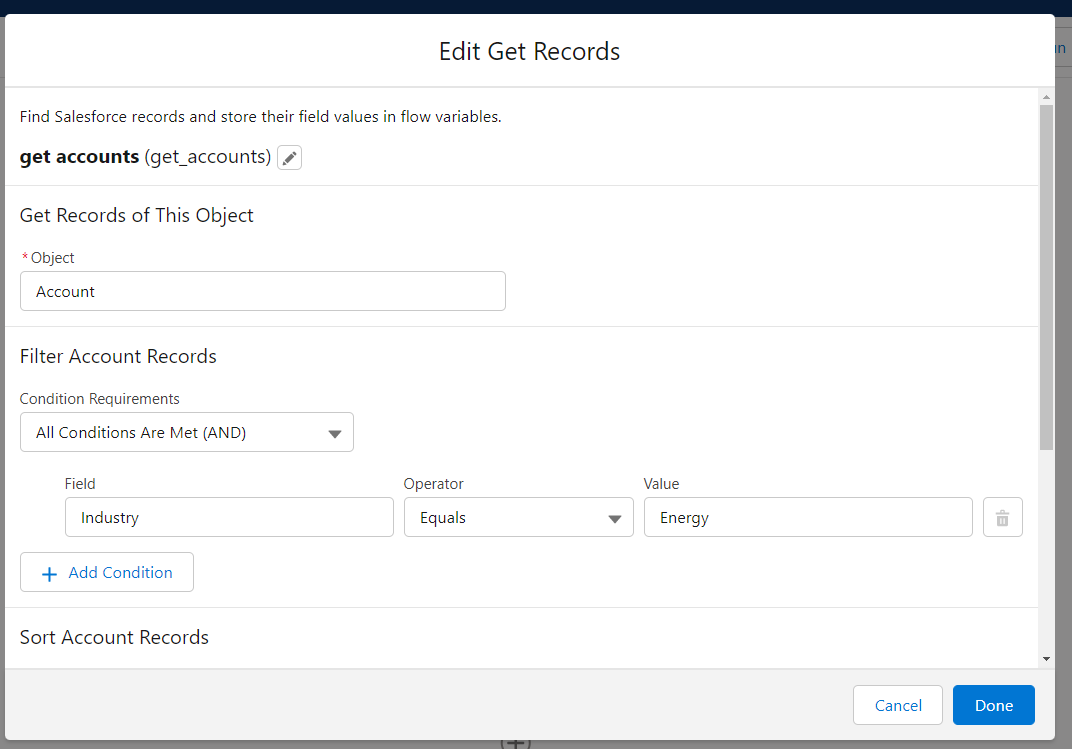 Edit Get Records
Find Salesforce records and store their field values in flow variables.
get accounts (get_accounts)
Get Records of This Object
*Object
Account
Filter Account Records
Condition Requirements
All Conditions Are Met (AND)
Field Operator Value
Industry Equals Energy
+ Add Condition
Sort Account Records
Cancel Done